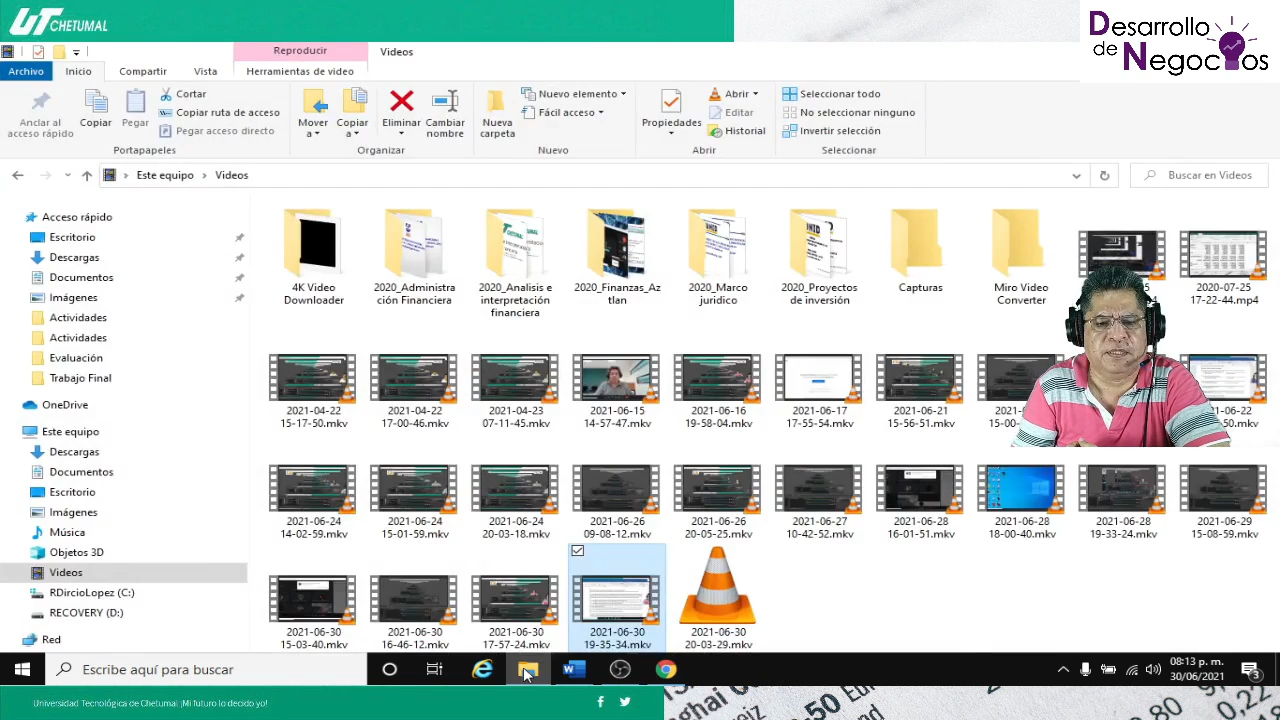 UT CHETUMAL
Desarrollo
de Negocios
Reproducir
Videos
Archivo
Inicio
Compartir
Vista
Herramientas de video
Anclar al
acceso rápido
Copiar
Pegar
Cortar
Copiar ruta de acceso
Pegar acceso directo
Portapapeles
Mover
a
Copiar
a
Eliminar
Cambiar
nombre
Organizar
Nueva
carpeta
Nuevo elemento
Fácil acceso
Nuevo
Propiedades
Abrir
Editar
Historial
Abrir
Seleccionar todo
No seleccionar ninguno
Invertir selección
Seleccionar
Este equipo
Videos
Buscar en Videos
Acceso rápido
Escritorio
Descargas
Documentos
Imágenes
Actividades
Actividades
Evaluación
Trabajo Final
OneDrive
Este equipo
Descargas
Documentos
Escritorio
Imágenes
Música
Objetos 3D
Videos
RDircioLopez (C:)
RECOVERY (D:)
Red
4K Video
Downloader
2020_Administra
ción Financiera
2020_Analisis e
interpretación
financiera
2020_Finanzas_Az
tlan
2020_Marco
juridico
2020_Proyectos
de inversión
Capturas
Miro Video
Converter
2020-07-25
17-22-44.mp4
2021-04-22
15-17-50.mkv
2021-04-22
17-00-46.mkv
2021-04-23
07-11-45.mkv
2021-06-15
14-57-47.mkv
2021-06-16
19-58-04.mkv
2021-06-17
17-55-54.mkv
2021-06-21
15-56-51.mkv
2021-06-24
14-02-59.mkv
2021-06-24
15-01-59.mkv
2021-06-24
20-03-18.mkv
2021-06-26
09-08-12.mkv
2021-06-26
20-05-25.mkv
2021-06-27
10-42-52.mkv
2021-06-28
16-01-51.mkv
2021-06-28
18-00-40.mkv
2021-06-28
19-33-24.mkv
2021-06-29
15-08-59.mkv
2021-06-30
15-03-40.mkv
2021-06-30
16-46-12.mkv
2021-06-30
17-57-24.mkv
2021-06-30
19-35-34.mkv
2021-06-30
20-03-29.mkv
Escribe aquí para buscar
08:13 p. m.
30/06/2021
3
Universidad Tecnológica de Chetumal ¡Mi futuro lo decido yo!